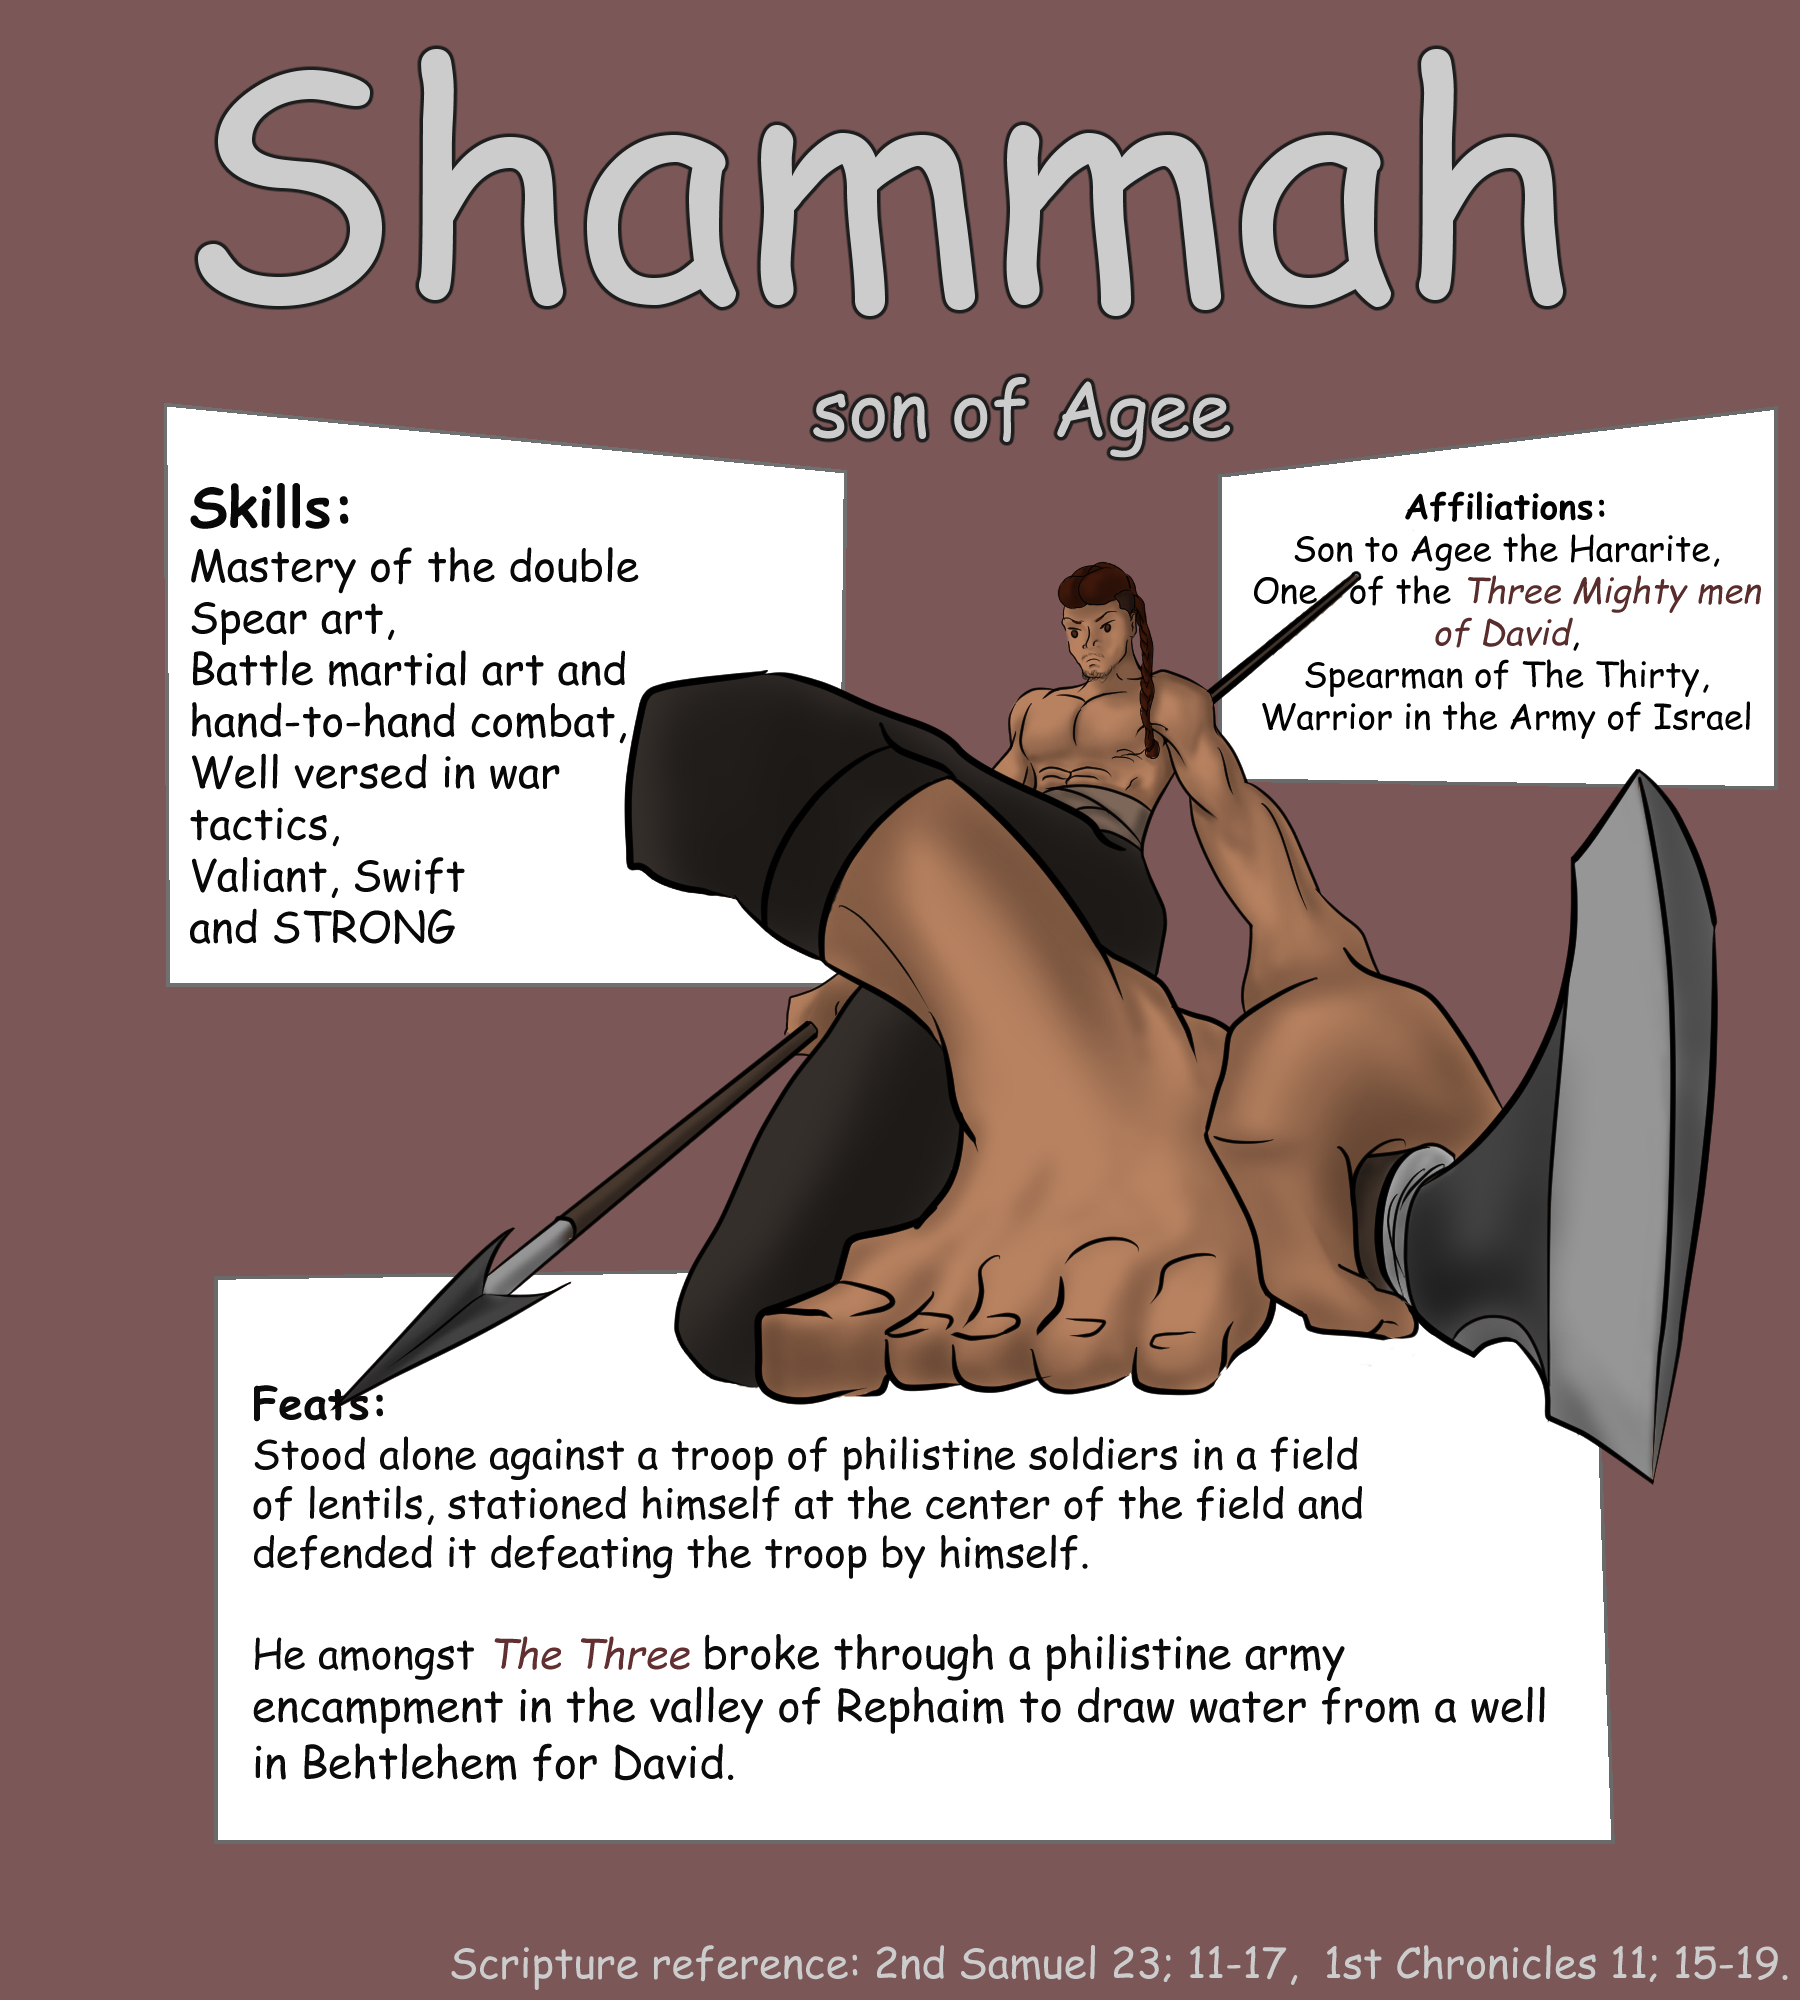 Shammah
son of Agee
Skills:
Mastery of the double
Spear art,
Battle martial art and
hand-to-hand combat,
Well versed in war
tactics,
Valiant, Swift
and STRONG
Affiliations:
Son to Agee the Hararite,
One of the Three Mighty men
of David,
Spearman of The Thirty,
Warrior in the Army of Israel
Feats:
Stood alone against a troop of philistine soldiers in a field
of lentils, stationed himself at the center of the field and
defended it defeating the troop by himself.
He amongst The Three broke through a philistine army
encampment in the valley of Rephaim to draw water from a well
in Behtlehem for David.
Scripture reference: 2nd Samuel 23; 11-17, 1st Chronicles 11; 15-19.